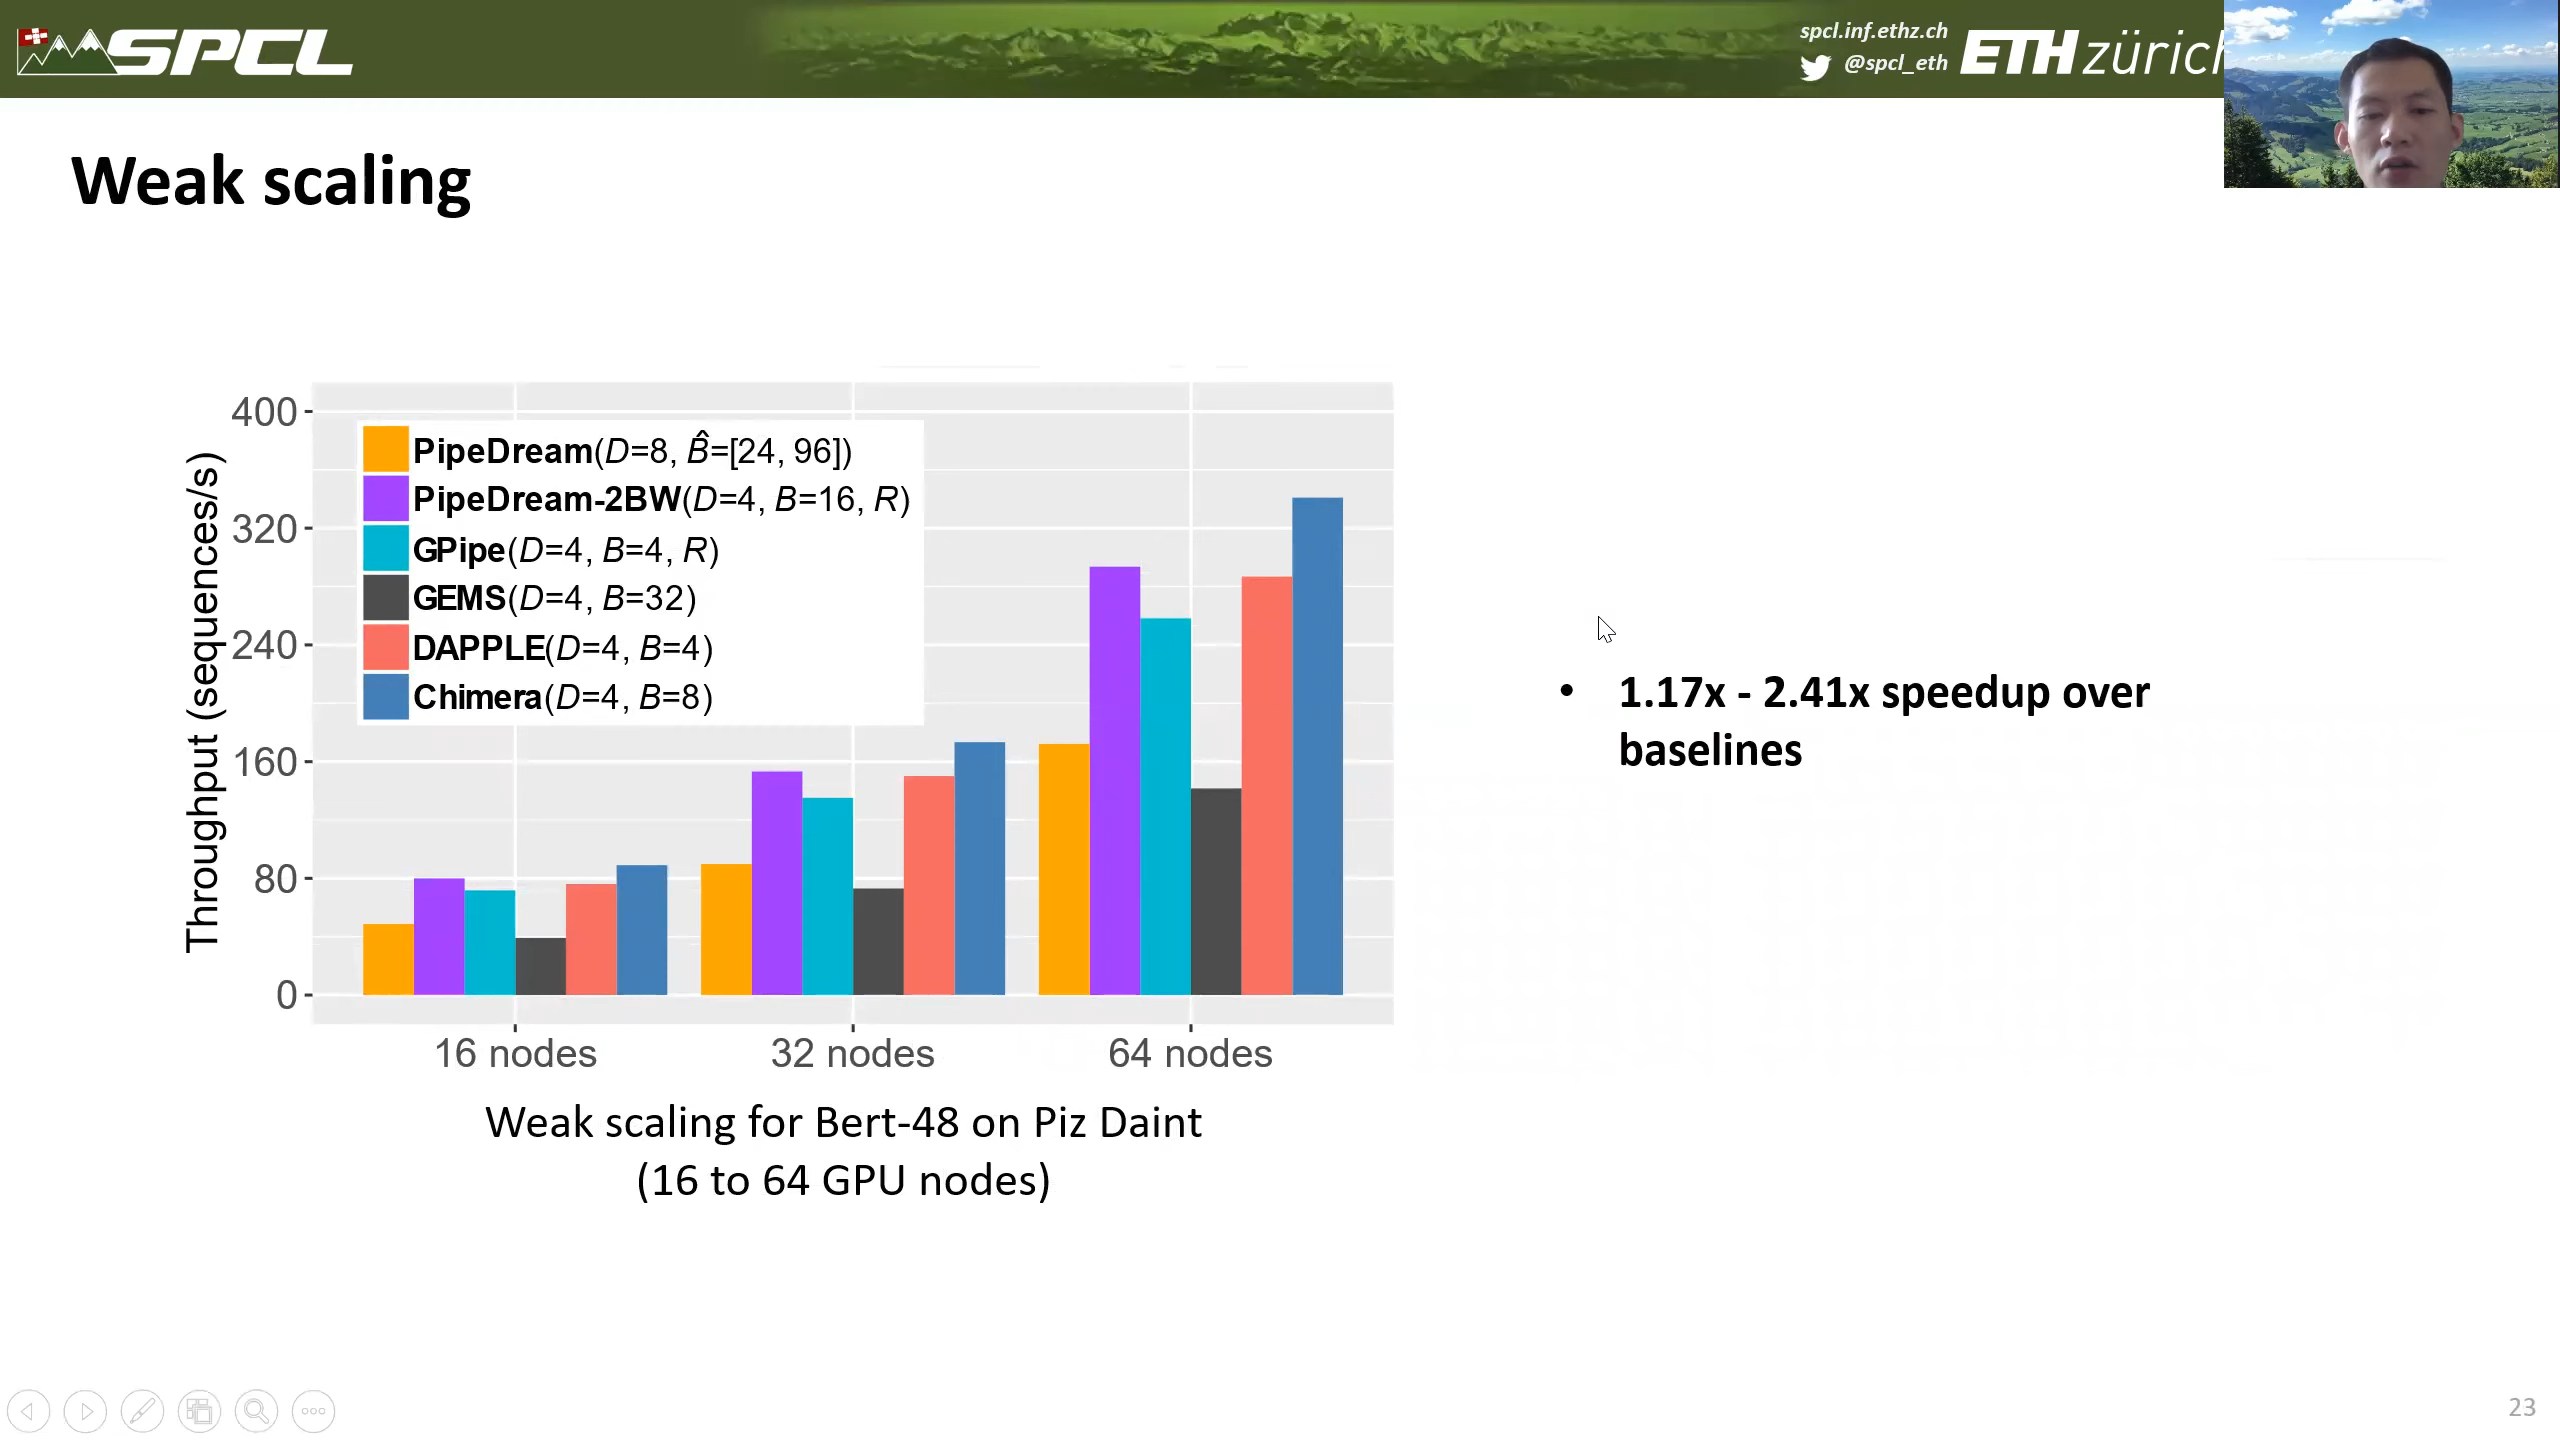 SPCL
spcl.inf.ethz.ch
@spcl_eth
ETH zürich
Weak scaling
Throughput (sequences/s)
400
320
240
160
80
0
PipeDream(D=8, B̂=[24, 96])
PipeDream-2BW(D=4, B=16, R)
GPipe(D=4, B=4, R)
GEMS(D=4, B=32)
DAPPLE(D=4, B=4)
Chimera(D=4, B=8)
16 nodes
32 nodes
64 nodes
Weak scaling for Bert-48 on Piz Daint
(16 to 64 GPU nodes)
• 1.17x - 2.41x speedup over
baselines
23